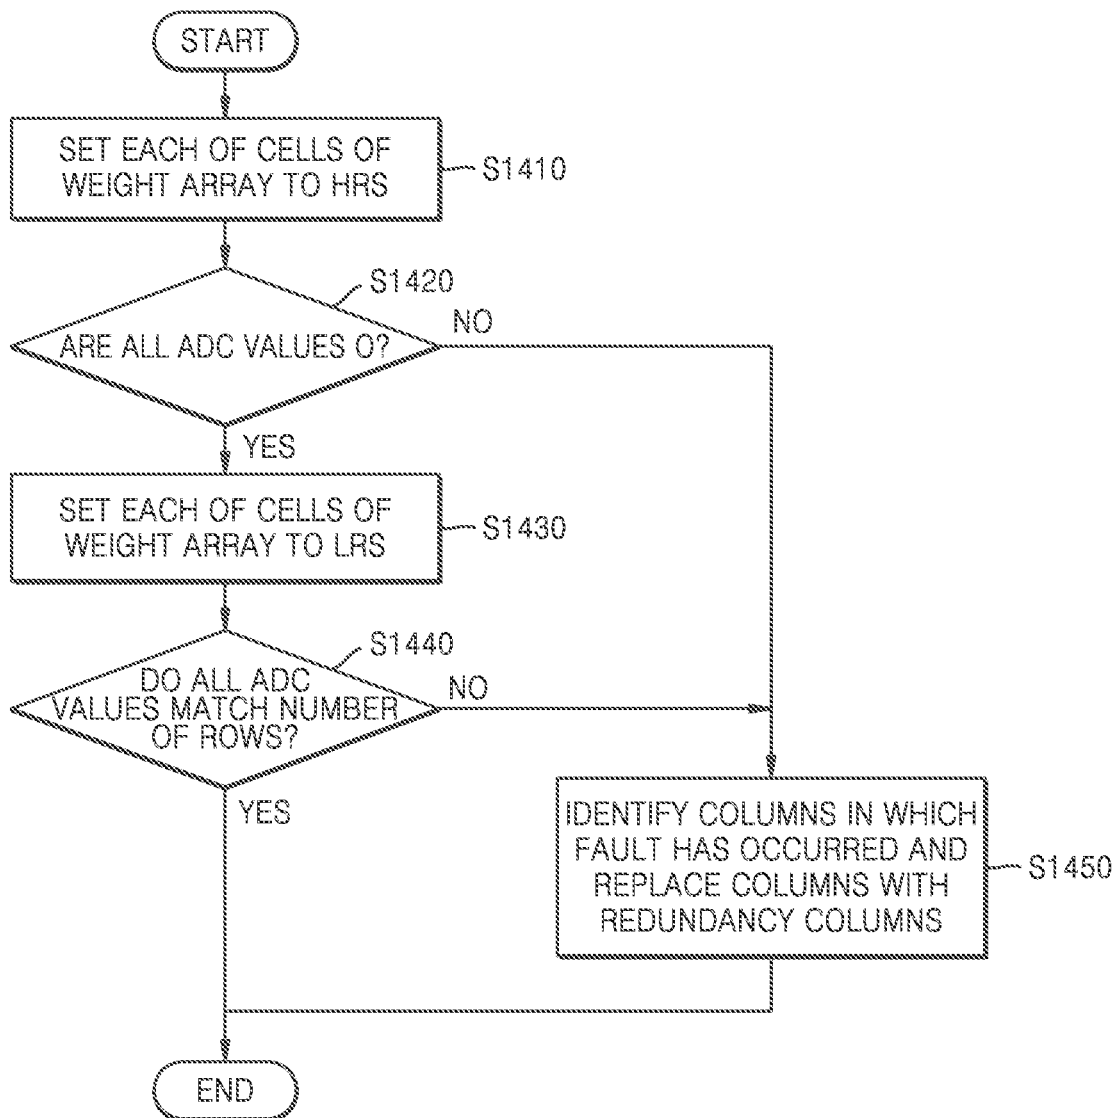 START
SET EACH OF CELLS OF
WEIGHT ARRAY TO HRS
S1410
S1420
ARE ALL ADC VALUES 0?
NO
YES
SET EACH OF CELLS OF
WEIGHT ARRAY TO LRS
S1430
S1440
DO ALL ADC
VALUES MATCH NUMBER
OF ROWS?
NO
YES
IDENTIFY COLUMNS IN WHICH
FAULT HAS OCCURRED AND
REPLACE COLUMNS WITH
REDUNDANCY COLUMNS
S1450
END